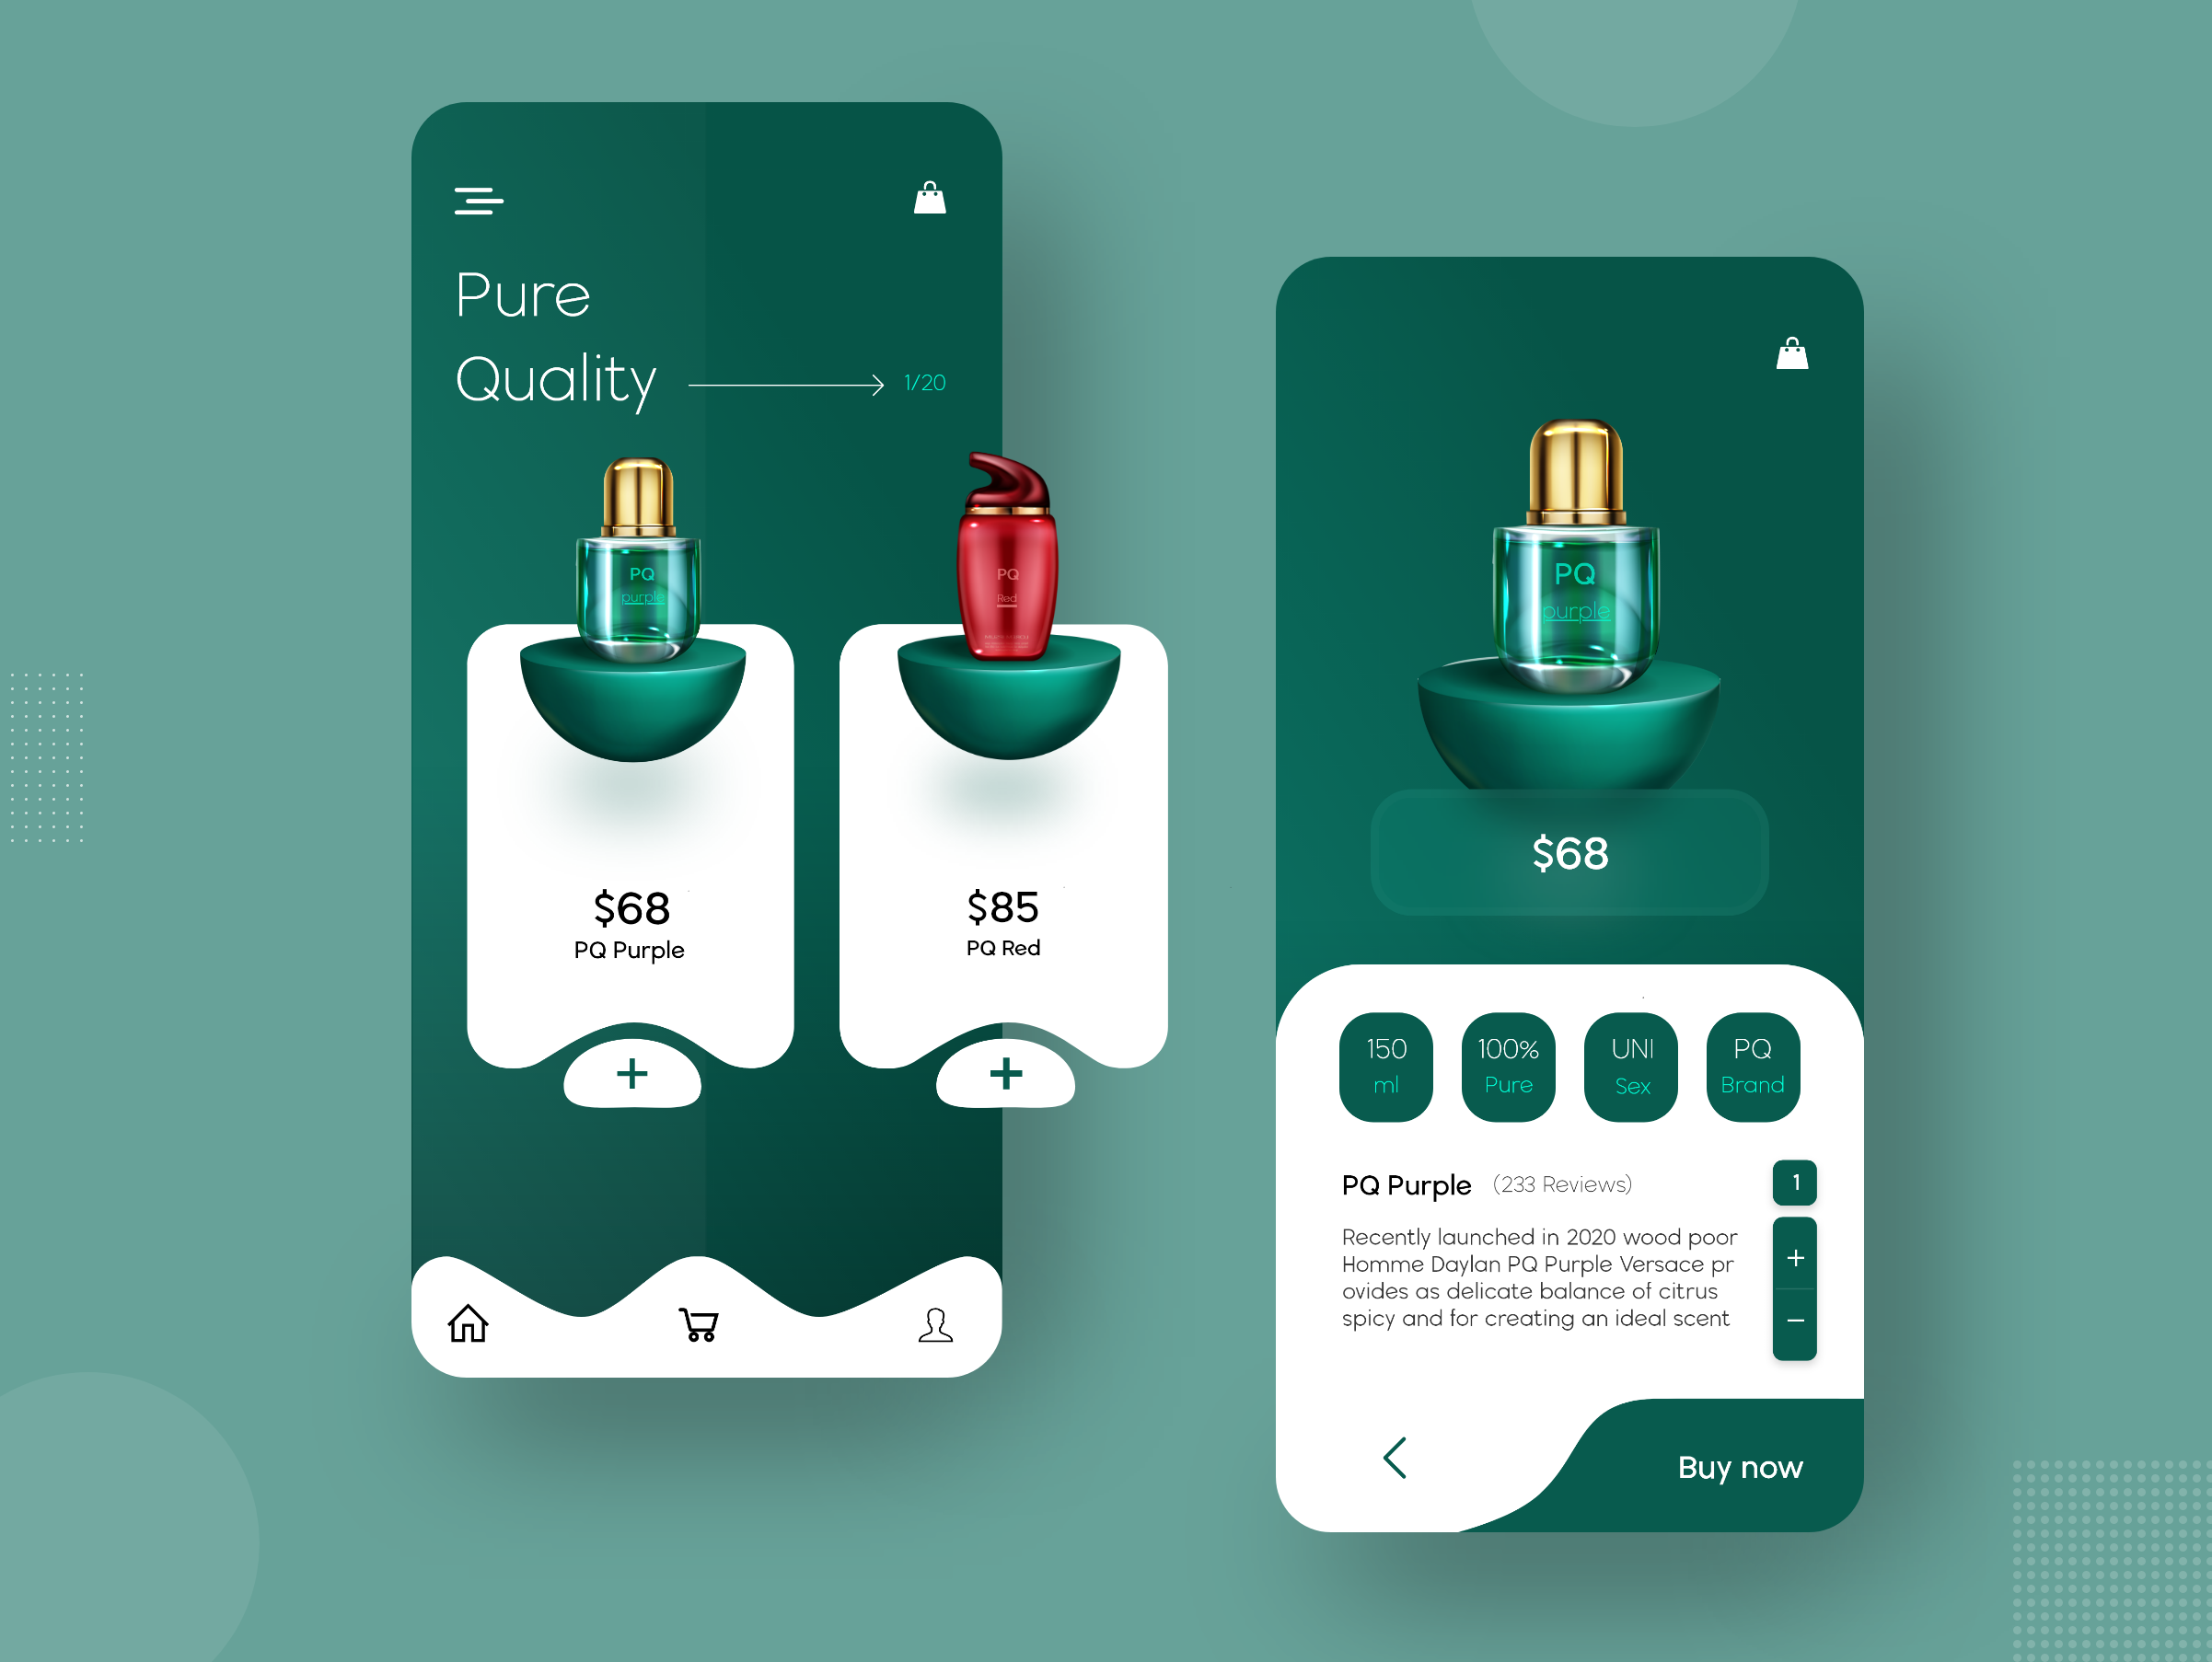 Pure
Quality
1/20
PQ
purple
PQ
Red
$68
PQ Purple
$85
PQ Red
+
+
PQ
purple
$68
150
ml
100%
Pure
UNI
Sex
PQ
Brand
PQ Purple (233 Reviews)
1
Recently launched in 2020 wood poor
Homme Daylan PQ Purple Versace pr
ovides as delicate balance of citrus
spicy and for creating an ideal scent
+
−
Buy now